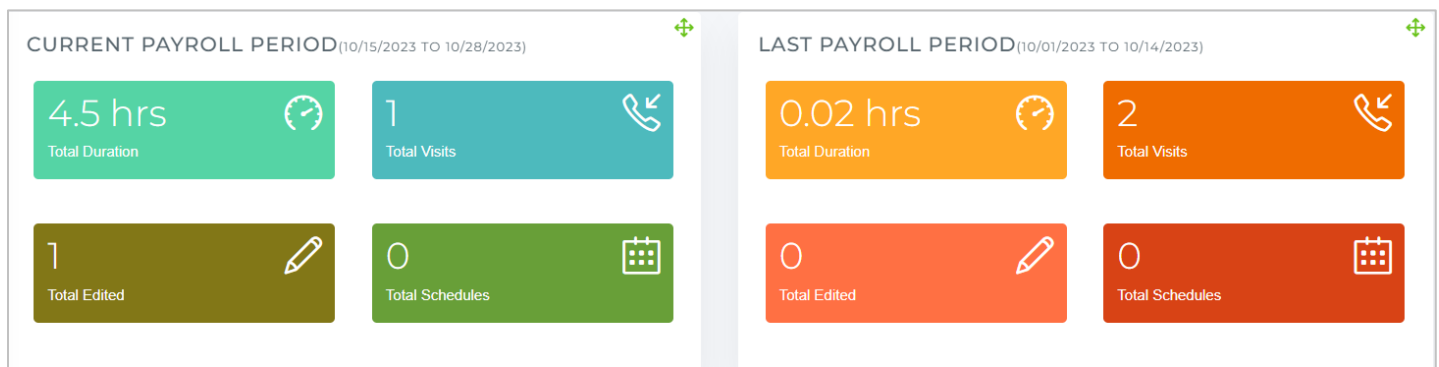 CURRENT PAYROLL PERIOD(10/15/2023 TO 10/28/2023)
4.5 hrs
Total Duration
1
Total Visits
1
Total Edited
0
Total Schedules
LAST PAYROLL PERIOD(10/01/2023 TO 10/14/2023)
0.02 hrs
Total Duration
2
Total Visits
0
Total Edited
0
Total Schedules